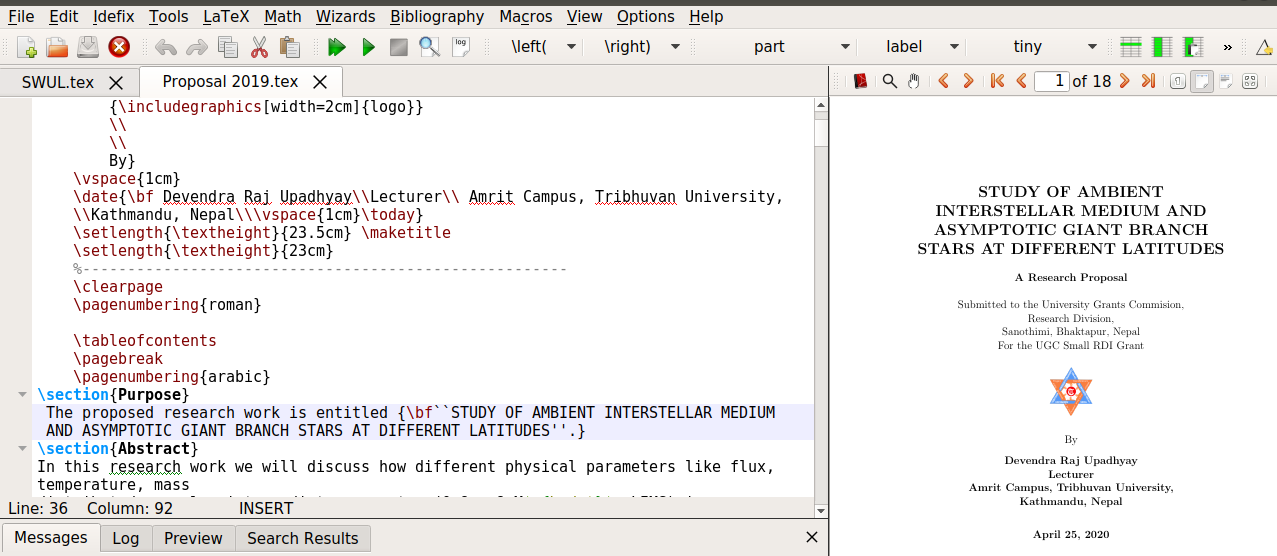 File Edit Idefix Tools LaTeX Math Wizards Bibliography Macros View Options Help
log \left( \right) part label tiny »
SWUL.tex Proposal 2019.tex
1 of 18
{\includegraphics[width=2cm]{logo}}
\\
\\
By}
\vspace{1cm}
\date{\bf Devendra Raj Upadhyay\\Lecturer\\ Amrit Campus, Tribhuvan University,
\\Kathmandu, Nepal\\\vspace{1cm}\today}
\setlength{\textheight}{23.5cm} \maketitle
\setlength{\textheight}{23cm}
%------------------------------------------------------
\clearpage
\pagenumbering{roman}
\tableofcontents
\pagebreak
\pagenumbering{arabic}
\section{Purpose}
The proposed research work is entitled {\bf``STUDY OF AMBIENT INTERSTELLAR MEDIUM
AND ASYMPTOTIC GIANT BRANCH STARS AT DIFFERENT LATITUDES''.}
\section{Abstract}
In this research work we will discuss how different physical parameters like flux,
temperature, mass
Line: 36 Column: 92 INSERT
Messages Log Preview Search Results
STUDY OF AMBIENT
INTERSTELLAR MEDIUM AND
ASYMPTOTIC GIANT BRANCH
STARS AT DIFFERENT LATITUDES
A Research Proposal
Submitted to the University Grants Commision,
Research Division,
Sanothimi, Bhaktapur, Nepal
For the UGC Small RDI Grant
By
Devendra Raj Upadhyay
Lecturer
Amrit Campus, Tribhuvan University,
Kathmandu, Nepal
April 25, 2020